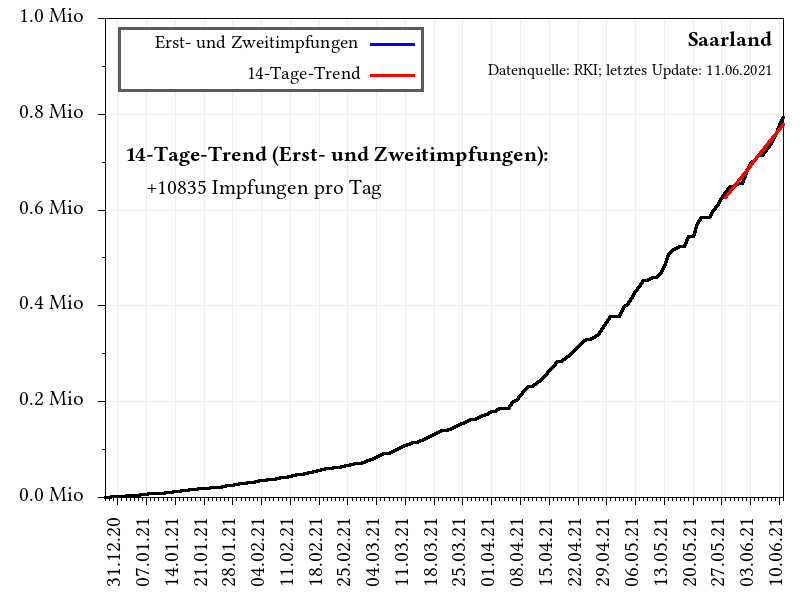 1.0 Mio
0.8 Mio
0.6 Mio
0.4 Mio
0.2 Mio
0.0 Mio
Erst- und Zweitimpfungen
14-Tage-Trend
Saarland
Datenquelle: RKI; letztes Update: 11.06.2021
14-Tage-Trend (Erst- und Zweitimpfungen):
+10835 Impfungen pro Tag
31.12.20
07.01.21
14.01.21
21.01.21
28.01.21
04.02.21
11.02.21
18.02.21
25.02.21
04.03.21
11.03.21
18.03.21
25.03.21
01.04.21
08.04.21
15.04.21
22.04.21
29.04.21
06.05.21
13.05.21
20.05.21
27.05.21
03.06.21
10.06.21